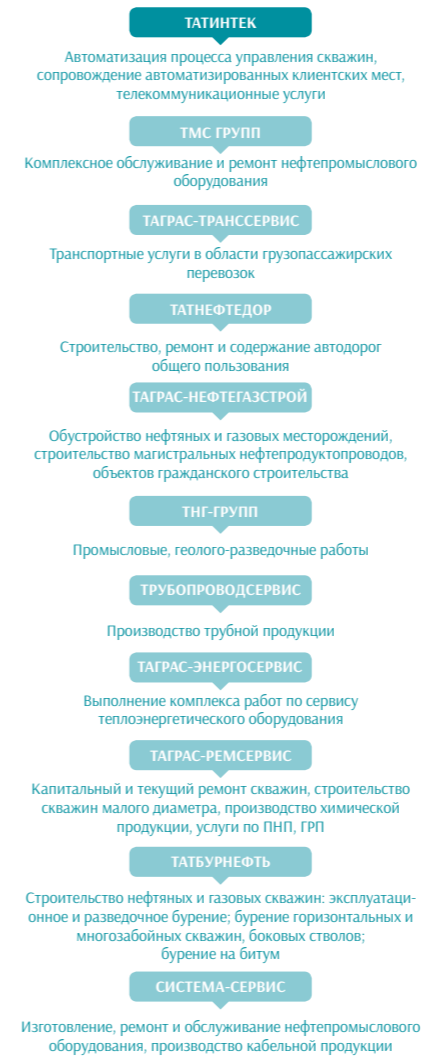 ТАТИНТЕК
Автоматизация процесса управления скважин,
сопровождение автоматизированных клиентских мест,
телекоммуникационные услуги
ТМС ГРУПП
Комплексное обслуживание и ремонт нефтепромыслового
оборудования
ТАГРАС-ТРАНССЕРВИС
Транспортные услуги в области грузопассажирских
перевозок
ТАТНЕФТЕДОР
Строительство, ремонт и содержание автодорог
общего пользования
ТАГРАС-НЕФТЕГАЗСТРОЙ
Обустройство нефтяных и газовых месторождений,
строительство магистральных нефтепродуктопроводов,
объектов гражданского строительства
ТНГ-ГРУПП
Промысловые, геолого-разведочные работы
ТРУБОПРОВОДСЕРВИС
Производство трубной продукции
ТАГРАС-ЭНЕРГОСЕРВИС
Выполнение комплекса работ по сервису
теплоэнергетического оборудования
ТАГРАС-РЕМСЕРВИС
Капитальный и текущий ремонт скважин, строительство
скважин малого диаметра, производство химической
продукции, услуги по ПНП, ГРП
ТАТБУРНЕФТЬ
Строительство нефтяных и газовых скважин: эксплуатаци-
онное и разведочное бурение; бурение горизонтальных и
многозабойных скважин, боковых стволов;
бурение на битум
СИСТЕМА-СЕРВИС
Изготовление, ремонт и обслуживание нефтепромыслового
оборудования, производство кабельной продукции